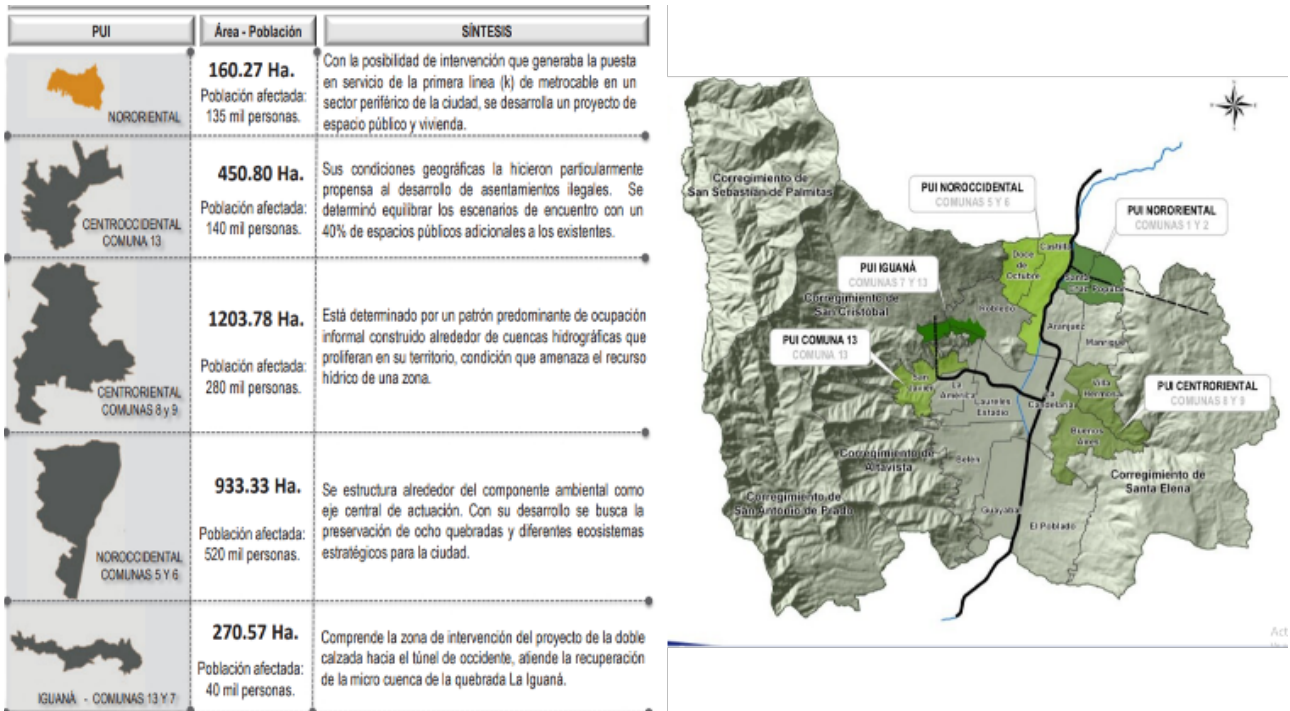 PUI
Área - Población
SÍNTESIS
NORORIENTAL
160.27 Ha.
Población afectada:
135 mil personas.
Con la posibilidad de intervención que generaba la puesta
en servicio de la primera linea (k) de metrocable en un
sector periférico de la ciudad, se desarrolla un proyecto de
espacio público y vivienda.
CENTROCCIDENTAL
COMUNA 13
450.80 Ha.
Población afectada:
140 mil personas.
Sus condiciones geográficas la hicieron particularmente
propensa al desarrollo de asentamientos ilegales. Se
determinó equilibrar los escenarios de encuentro con un
40% de espacios públicos adicionales a los existentes.
CENTRORIENTAL
COMUNAS 8 y 9
1203.78 Ha.
Población afectada:
280 mil personas.
Está determinado por un patrón predominante de ocupación
informal construido alrededor de cuencas hidrográficas que
proliferan en su territorio, condición que amenaza el recurso
hídrico de una zona.
NOROCCIDENTAL
COMUNAS 5 Y 6
933.33 Ha.
Población afectada:
520 mil personas.
Se estructura alrededor del componente ambiental como
eje central de actuación. Con su desarrollo se busca la
preservación de ocho quebradas y diferentes ecosistemas
estratégicos para la ciudad.
IGUANÁ - COMUNAS 13 Y 7
270.57 Ha.
Población afectada:
40 mil personas.
Comprende la zona de intervención del proyecto de la doble
calzada hacia el túnel de occidente, atiende la recuperación
de la micro cuenca de la quebrada La Iguaná.
Corregimiento de
San Sebastián de Palmitas
PUI NOROCCIDENTAL
COMUNAS 5 Y 6
PUI NORORIENTAL
COMUNAS 1 Y 2
Castilla
Doce
de
Octubre
Santa
Cruz
Popular
PUI IGUANÁ
COMUNAS 7 Y 13
Corregimiento de
San Cristóbal
Robledo
Aranjuez
Manrique
PUI COMUNA 13
COMUNA 13
San
Javier
La
América
Laureles
Estadio
La
Candelaria
Villa
Hermosa
PUI CENTRORIENTAL
COMUNAS 8 Y 9
Buenos
Aires
Corregimiento de
Altavista
Belén
Corregimiento de
Santa Elena
Corregimiento de
San Antonio de Prado
Guayabal
El Poblado
Act